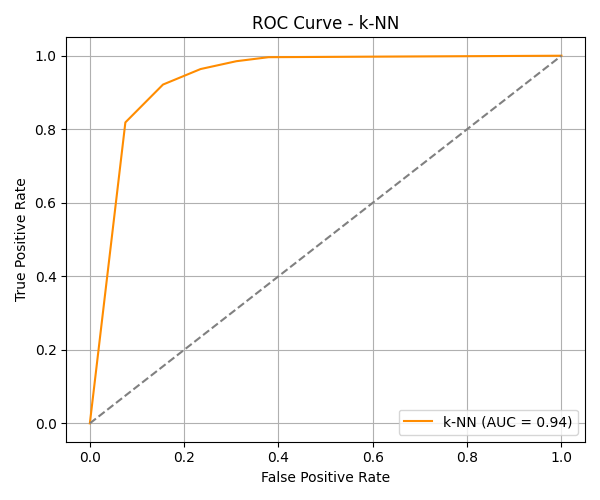 ROC Curve - k-NN
True Positive Rate
1.0
0.8
0.6
0.4
0.2
0.0
0.0 0.2 0.4 0.6 0.8 1.0
False Positive Rate
k-NN (AUC = 0.94)